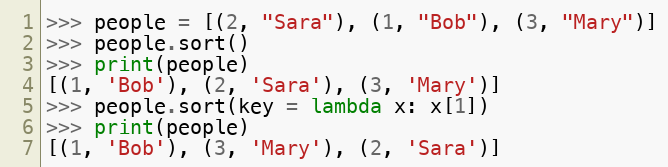 1 >>> people = [(2, "Sara"), (1, "Bob"), (3, "Mary")]
2 >>> people.sort()
3 >>> print(people)
4 [(1, 'Bob'), (2, 'Sara'), (3, 'Mary')]
5 >>> people.sort(key = lambda x: x[1])
6 >>> print(people)
7 [(1, 'Bob'), (3, 'Mary'), (2, 'Sara')]